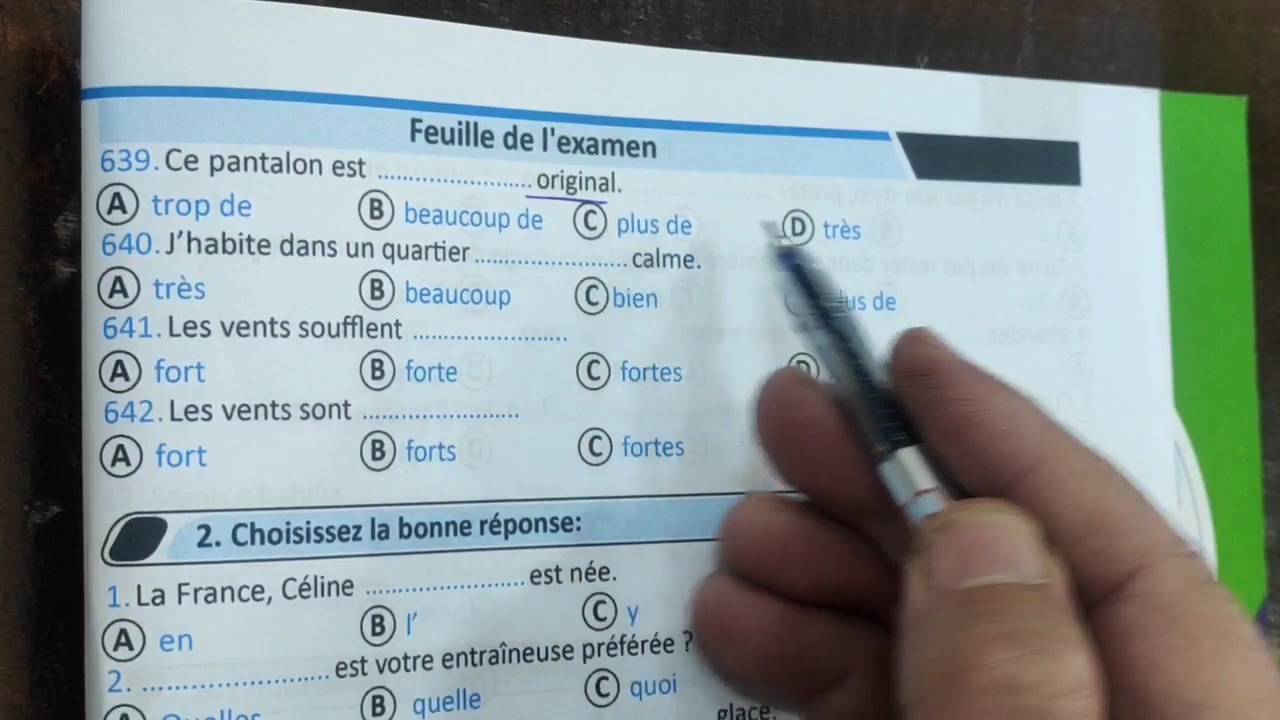 Feuille de l'examen
639. Ce pantalon est .............................. original.
A trop de B beaucoup de C plus de D très
640. J'habite dans un quartier .............................. calme.
A très B beaucoup C bien us de
641. Les vents soufflent ..............................
A fort B forte C fortes D
642. Les vents sont ..............................
A fort B forts C fortes
2. Choisissez la bonne réponse:
1. La France, Céline .............................. est née.
A en B l' C y
2. .............................. est votre entraîneuse préférée ?
B quelle C quoi
glace.